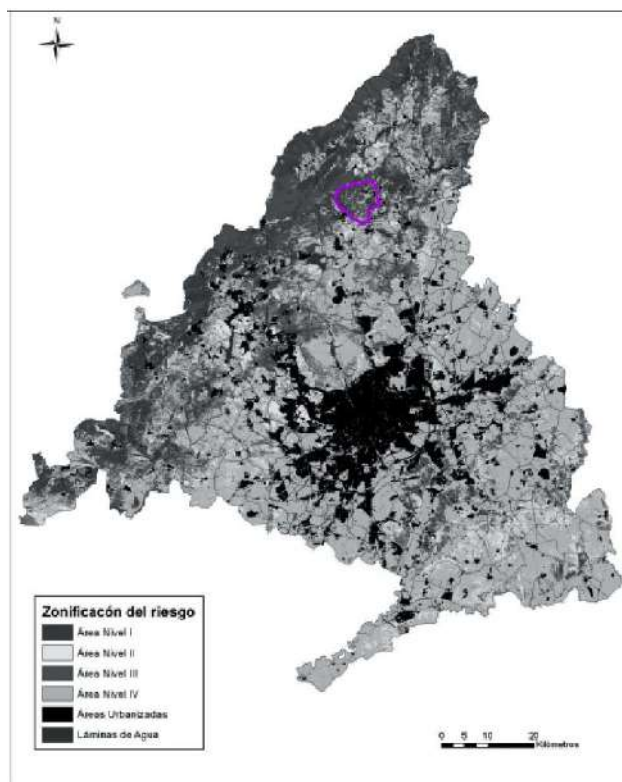 N
Zonificacón del riesgo
Área Nivel I
Área Nivel II
Área Nivel III
Área Nivel IV
Áreas Urbanizadas
Láminas de Agua
0 5 10 20
Kilómetros